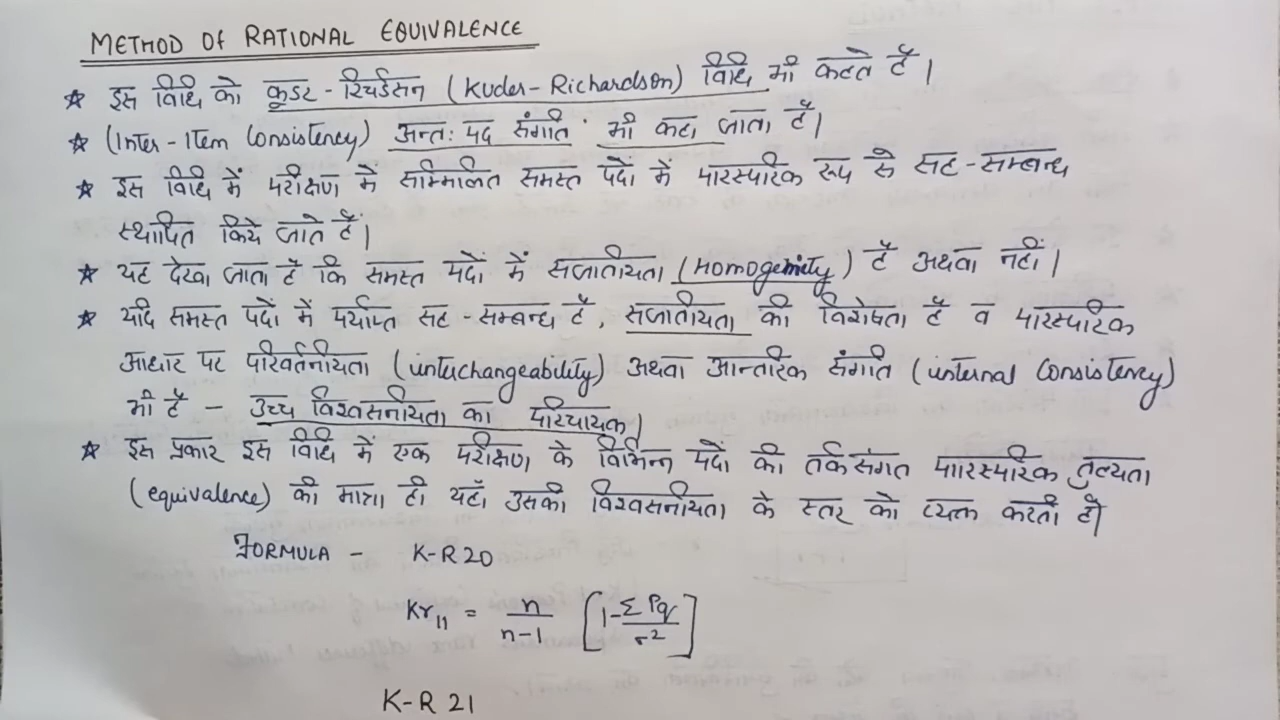 METHOD OF RATIONAL EQUIVALENCE
☆ इस विधि को कूडर-रिचर्डसन (Kuder-Richardson) विधि भी कहते हैं।
☆ (Inter-Item Consistency) अन्तः पद संगति भी कहा जाता है।
☆ इस विधि में परीक्षण में सम्मिलित समस्त पदों में पारस्परिक रूप से सह-सम्बन्ध
स्थापित किये जाते हैं।
☆ यह देखा जाता है कि समस्त पदों में सजातीयता (Homogeneity) है अथवा नहीं।
☆ यदि समस्त पदों में पर्याप्त सह-सम्बन्ध है, सजातीयता की विशेषता है व पारस्परिक
आधार पर परिवर्तनीयता (interchangeability) अथवा आन्तरिक संगति (internal Consistency)
भी है - उच्च विश्वसनीयता का परिचायक।
☆ इस प्रकार इस विधि में एक परीक्षण के विभिन्न पदों की तर्कसंगत पारस्परिक तुल्यता
(equivalence) की मात्रा ही यहाँ उसकी विश्वसनीयता के स्तर को व्यक्त करती है।
FORMULA - K-R 20
Kr₁₁ = n/(n-1) [1 - Σpq/σ²]
K-R 21